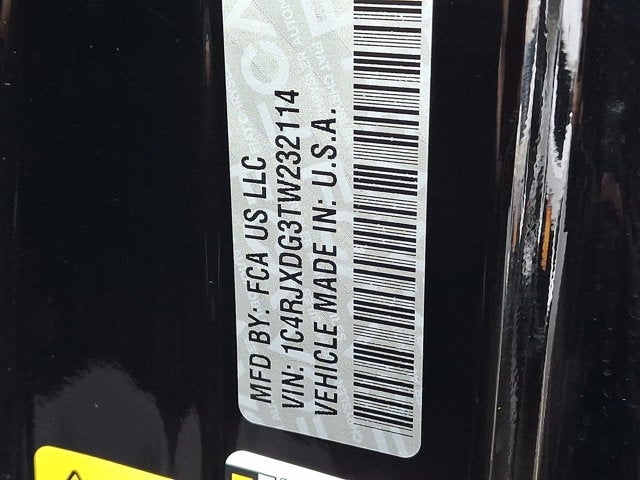 MFD BY: FCA US LLC
VIN: 1C4RJXDG3TW232114
VEHICLE MADE IN: U.S.A.